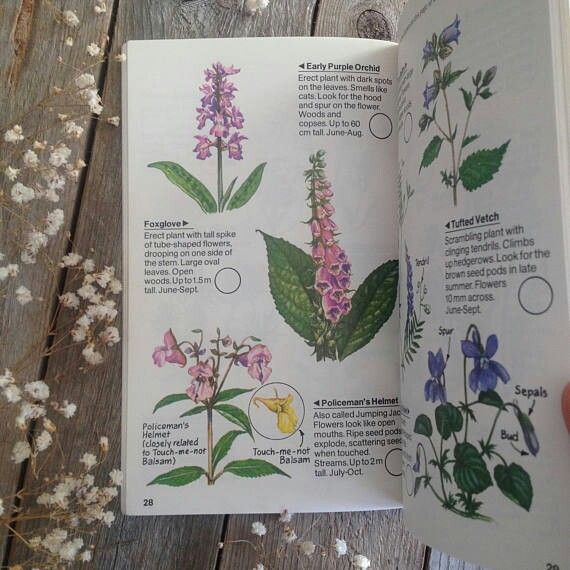 ◄ Early Purple Orchid
Erect plant with dark spots
on the leaves. Smells like
cats. Look for the hood
and spur on the flower.
Woods and
copses. Up to 60
cm tall. June-Aug.
Foxglove ►
Erect plant with tall spike
of tube-shaped flowers,
drooping on one side of
the stem. Large oval
leaves. Open
woods. Up to 1.5 m
tall. June-Sept.
◄ Policeman's Helmet
Also called Jumping Jac
Flowers look like open
mouths. Ripe seed pods
explode, scattering seed
when touched.
Streams. Up to 2 m
tall. July-Oct.
Policeman's
Helmet
(closely related
to Touch-me-not
Balsam)
Touch-me-not
Balsam
28
▲ Tufted Vetch
Scrambling plant with
clinging tendrils. Climbs
up hedgerows. Look for the
brown seed pods in late
summer. Flowers
10 mm across.
June-Sept.
Tendril
Spur
Sepals
Bud
29